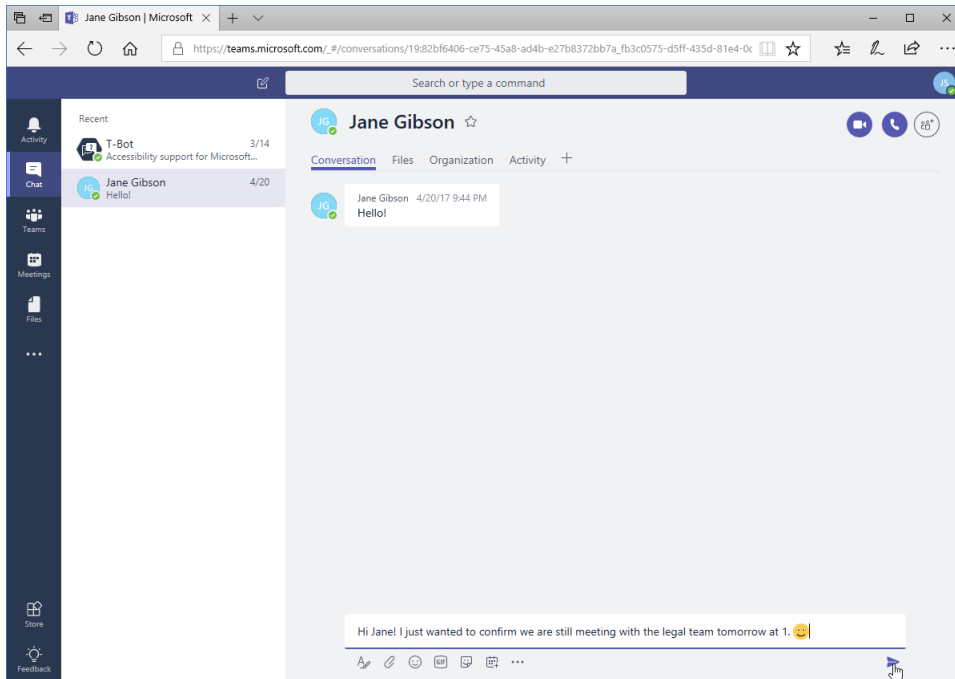 Jane Gibson | Microsoft
https://teams.microsoft.com/_#/conversations/19:82bf6406-ce75-45a8-ad4b-e27b8372bb7a_fb3c0575-d5ff-435d-81e4-0c
Search or type a command
JS
Activity
Chat
Teams
Meetings
Files
Store
Feedback
Recent
T-Bot 3/14
Accessibility support for Microsoft...
JG Jane Gibson 4/20
Hello!
JG Jane Gibson
Conversation Files Organization Activity
JG Jane Gibson 4/20/17 9:44 PM
Hello!
Hi Jane! I just wanted to confirm we are still meeting with the legal team tomorrow at 1.
GIF